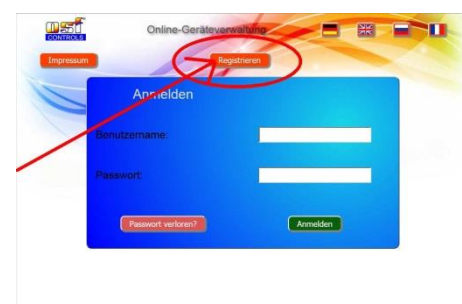 osf
CONTROLS
Online-Geräteverwaltung
Impressum
Registrieren
Anmelden
Benutzername:
Passwort:
Passwort verloren?
Anmelden